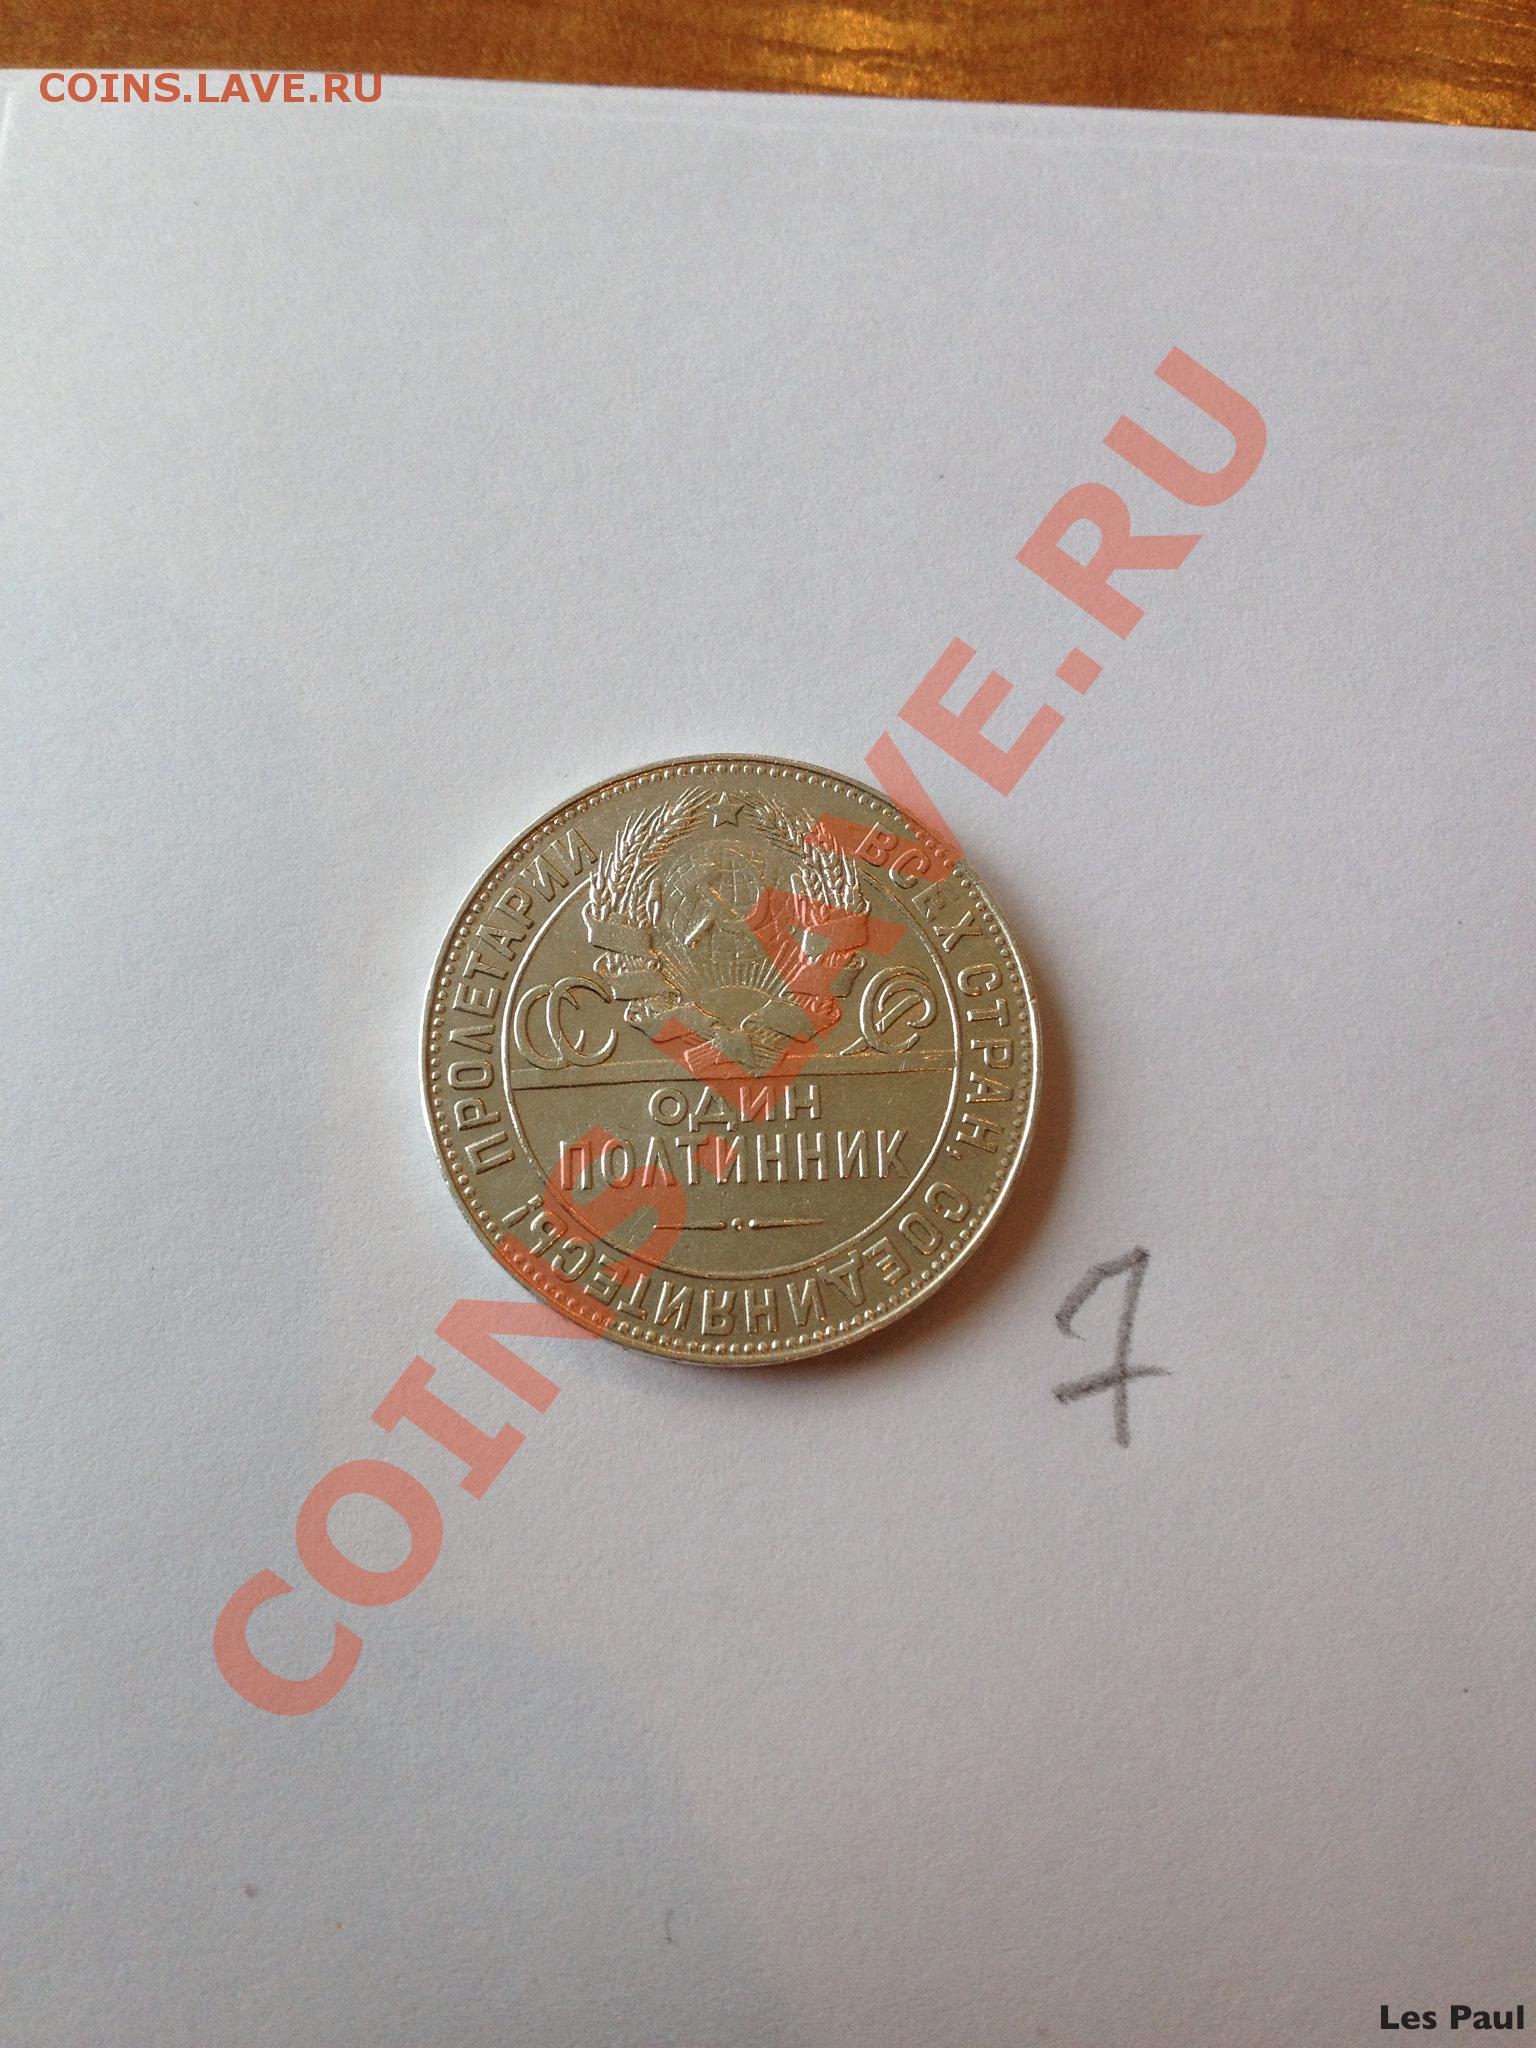 COINS.LAVE.RU
COINS.LAVE.RU
ПРОЛЕТАРИИ ВСЕХ СТРАН, СОЕДИНЯЙТЕСЬ!
СССР
ОДИН
ПОЛТИННИК
7
Les Paul